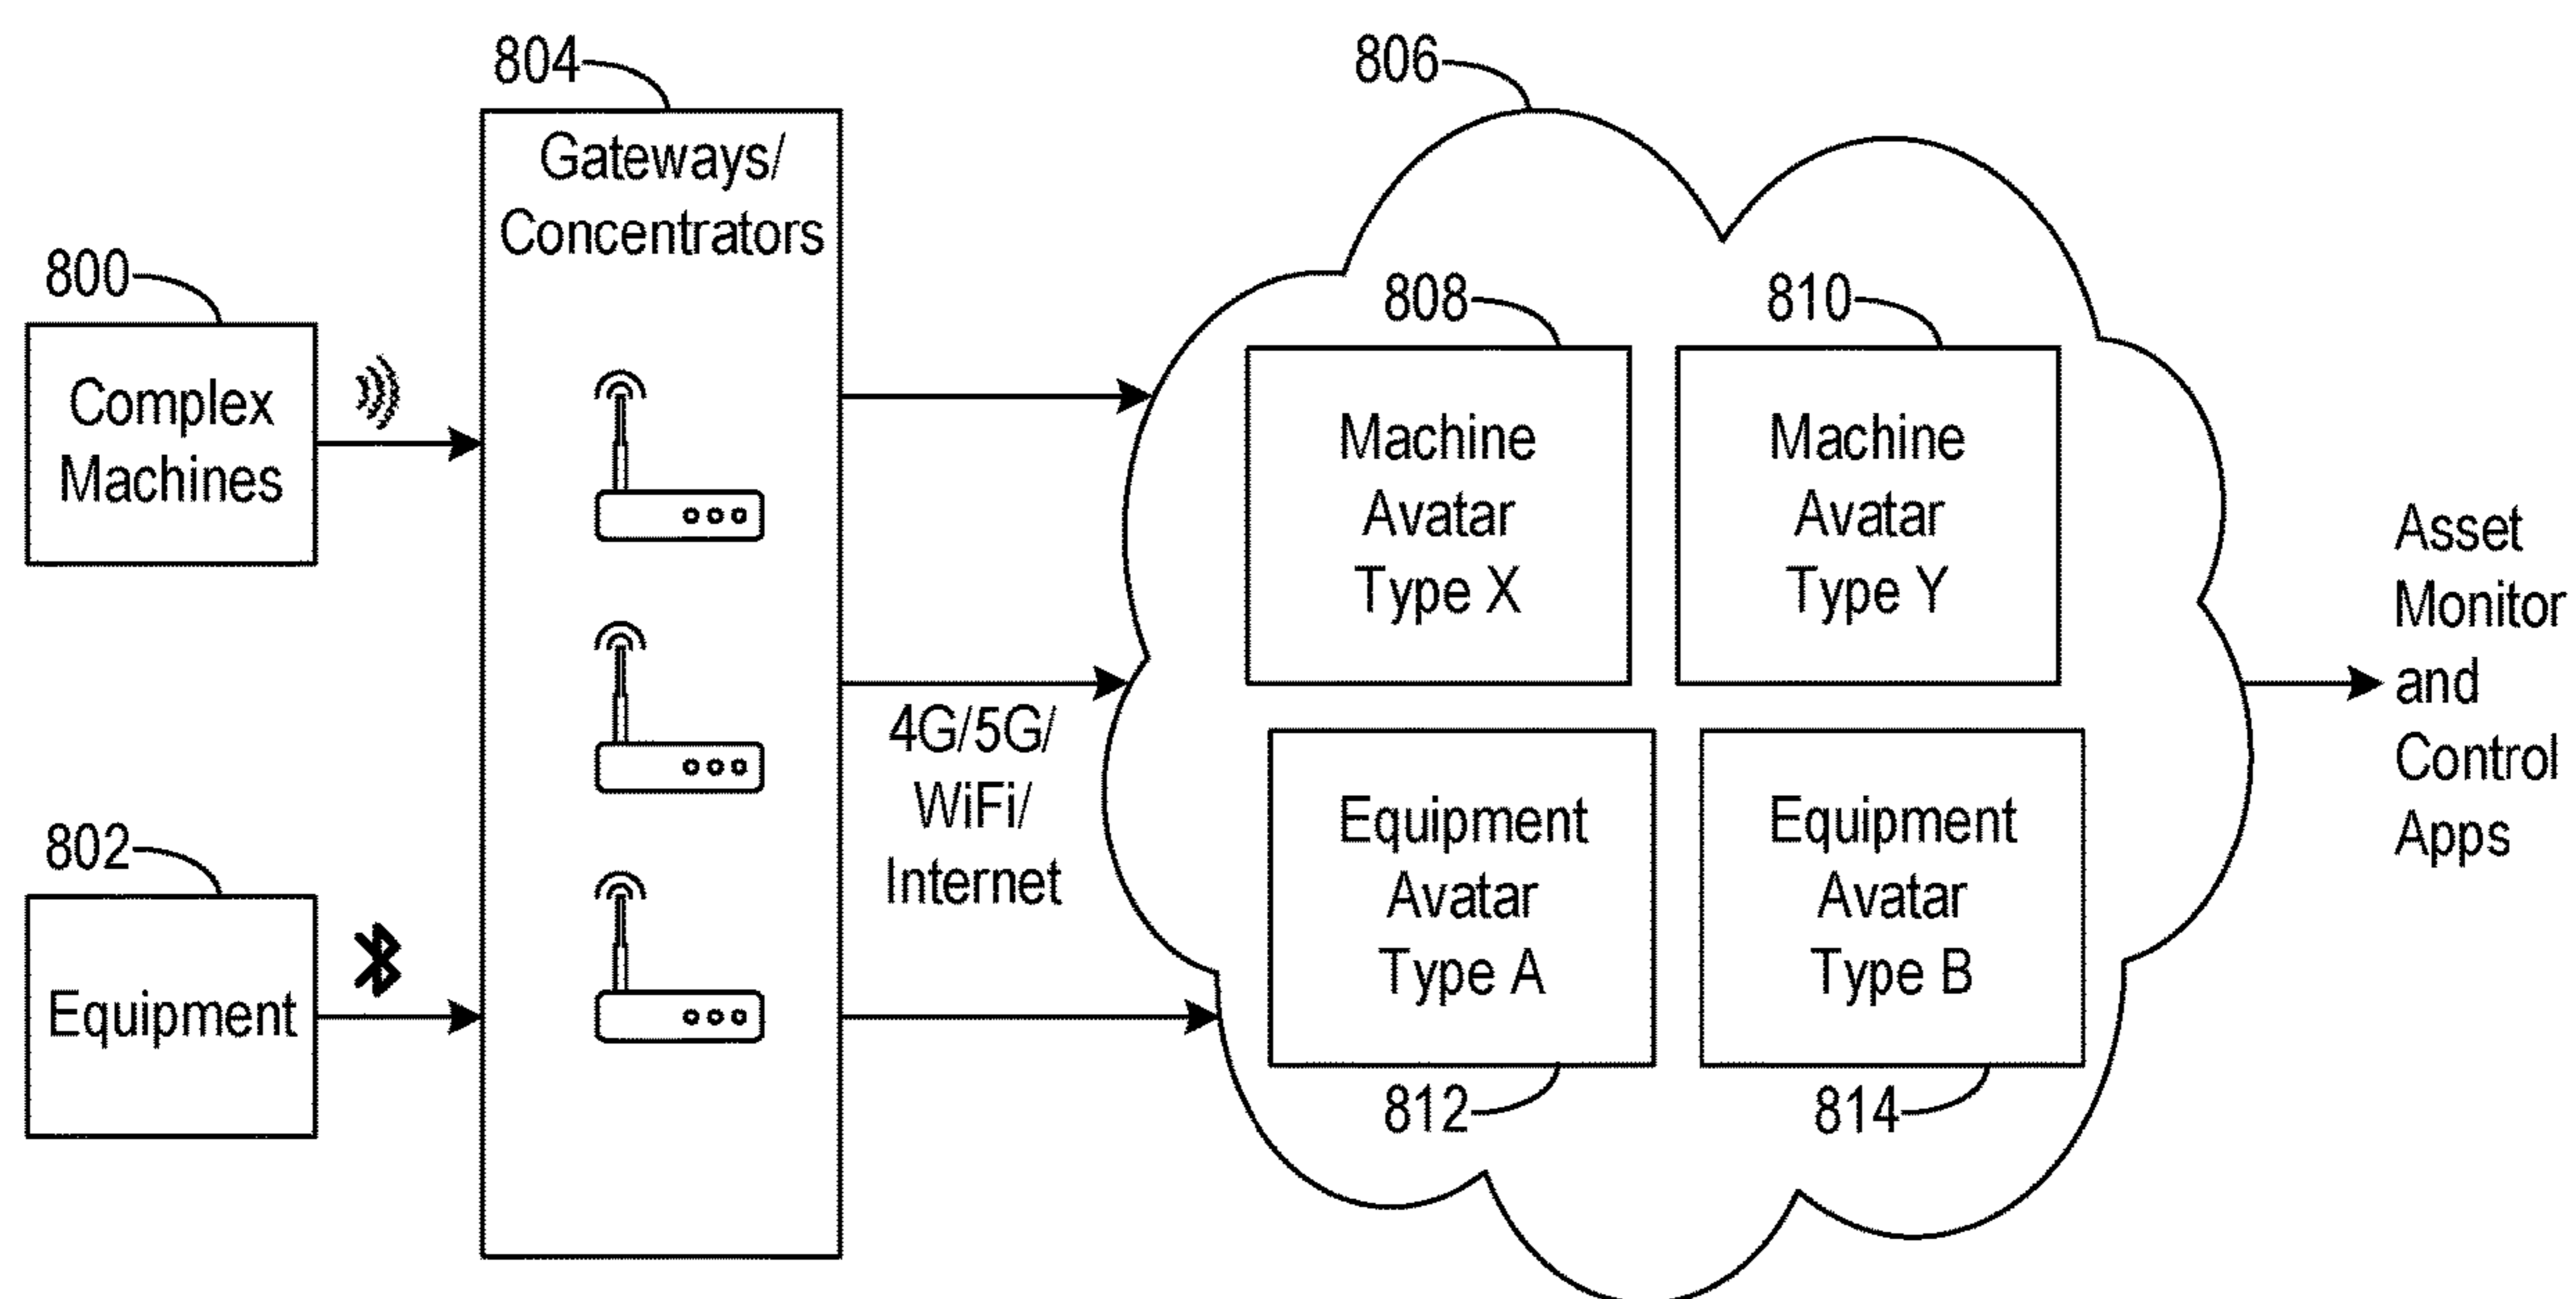 804
Gateways/
Concentrators
800
Complex
Machines
802
Equipment
4G/5G/
WiFi/
Internet
806
808
Machine
Avatar
Type X
810
Machine
Avatar
Type Y
Equipment
Avatar
Type A
812
Equipment
Avatar
Type B
814
Asset
Monitor
and
Control
Apps